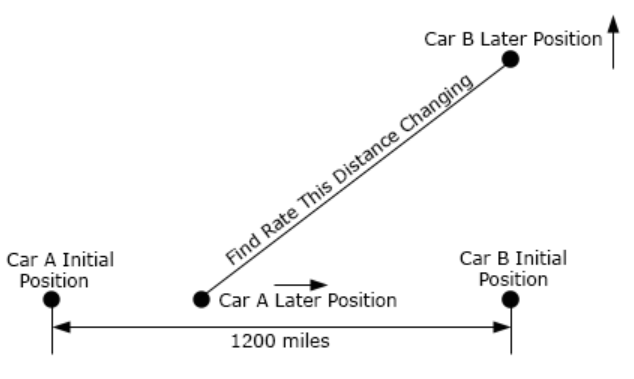 Car B Later Position
Find Rate This Distance Changing
Car A Initial
Position
Car B Initial
Position
Car A Later Position
1200 miles